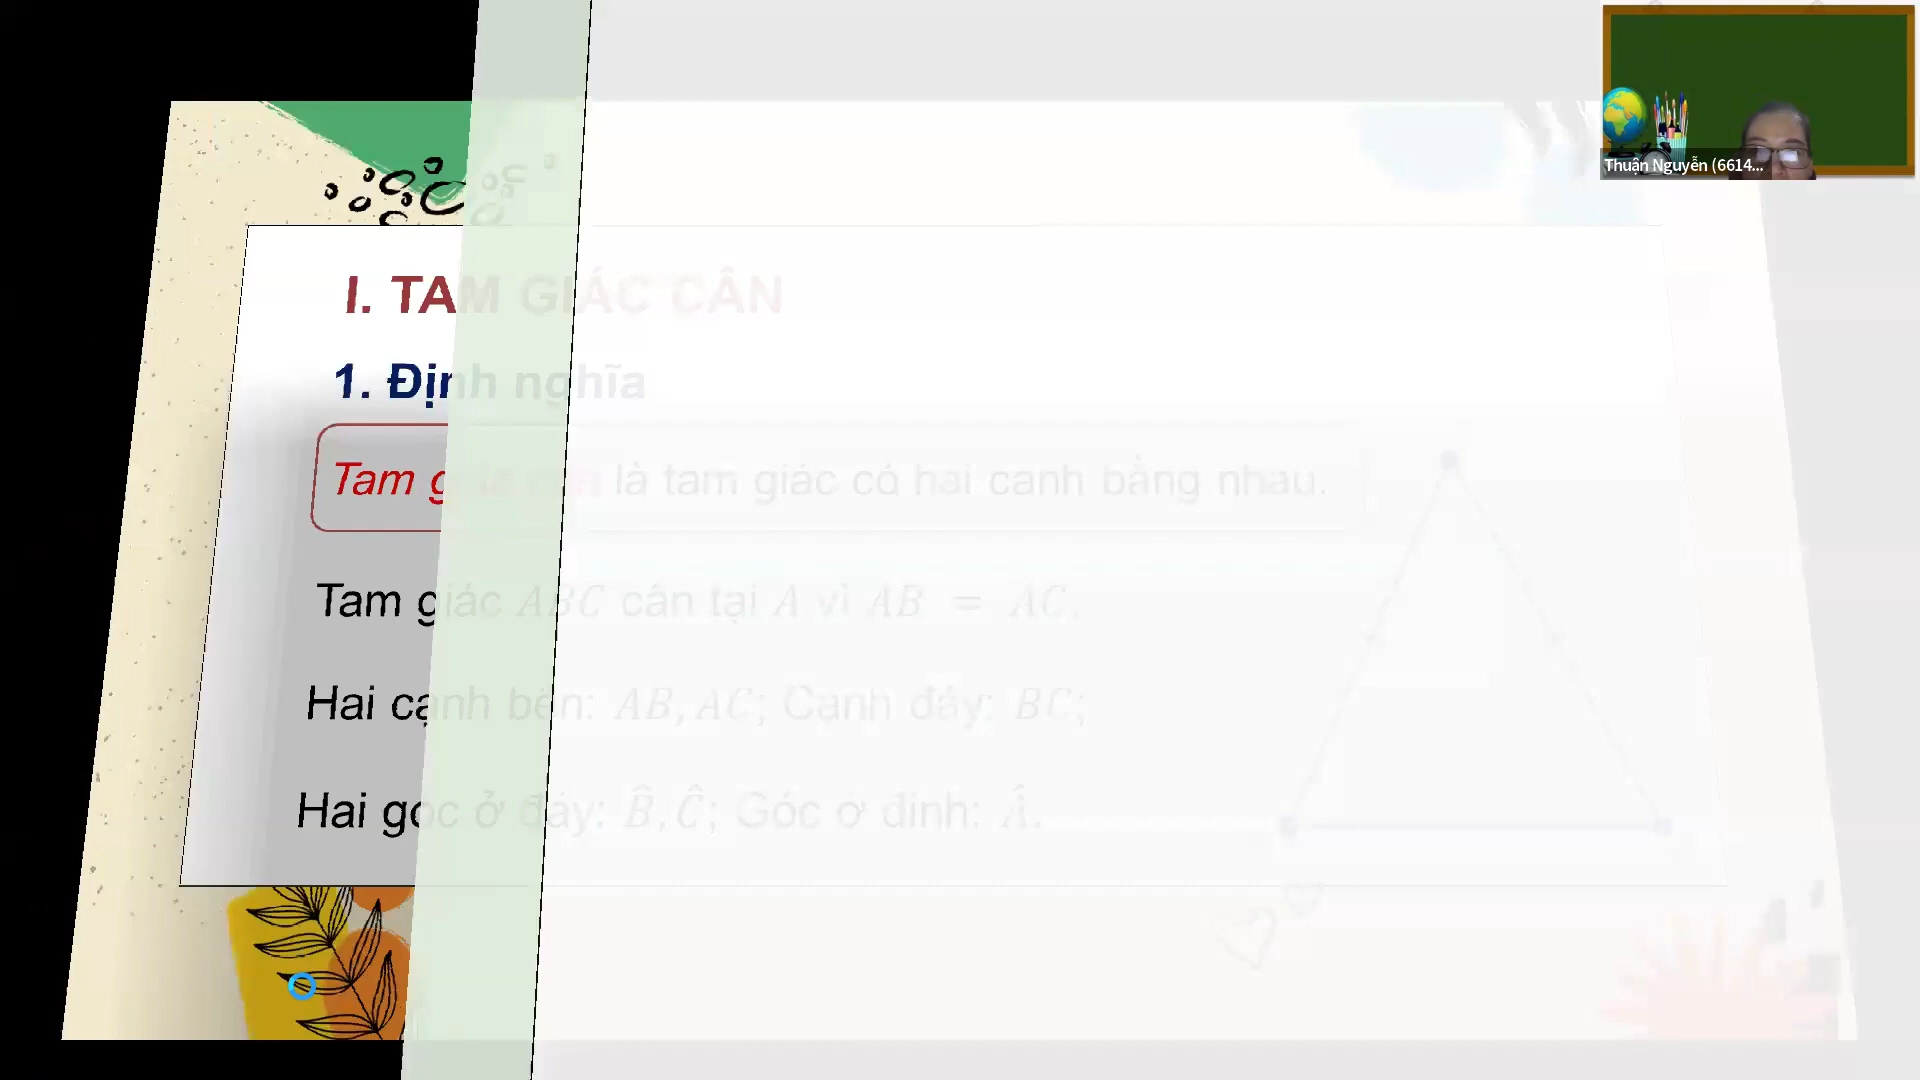 Thuận Nguyễn (6614...
I. TAM GIÁC CÂN
1. Định nghĩa
Tam giác cân là tam giác có hai cạnh bằng nhau.
Tam giác ABC cân tại A vì AB = AC.
Hai cạnh bên: AB, AC; Cạnh đáy: BC;
Hai góc ở đáy: B̂, Ĉ; Góc ở đỉnh: Â.